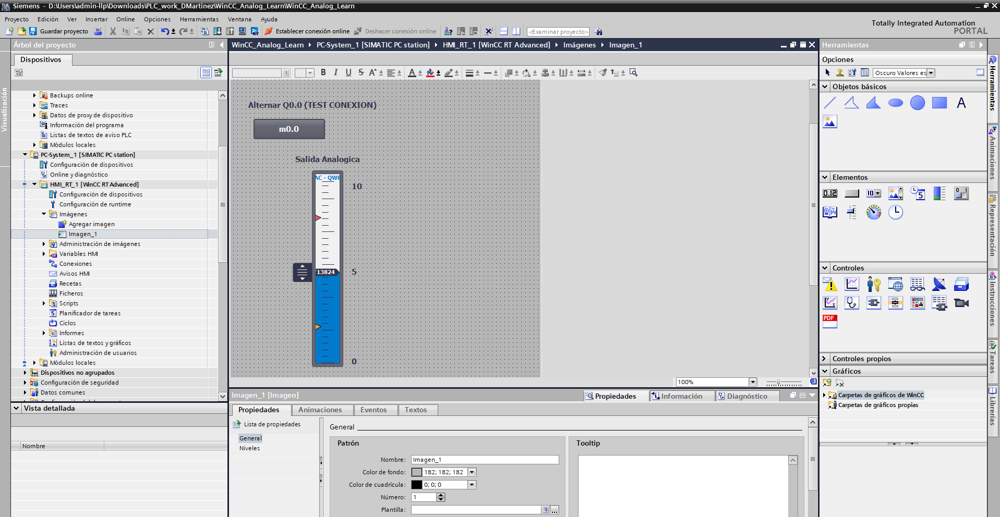 Siemens - D:\Users\admin-llp\Downloads\PLC_work_DMartinez\WinCC_Analog_Learn\WinCC_Analog_Learn
Proyecto Edición Ver Insertar Online Opciones Herramientas Ventana Ayuda
Totally Integrated Automation
PORTAL
Guardar proyecto
Establecer conexión online
Deshacer conexión online
<Examinar proyecto>
Árbol del proyecto
Dispositivos
Visualización
Backups online
Traces
Datos de proxy de dispositivo
Información del programa
Listas de textos de aviso PLC
Módulos locales
PC-System_1 [SIMATIC PC station]
Configuración de dispositivos
Online y diagnóstico
HMI_RT_1 [WinCC RT Advanced]
Configuración de dispositivos
Configuración de runtime
Imágenes
Agregar imagen
Imagen_1
Administración de imágenes
Variables HMI
Conexiones
Avisos HMI
Recetas
Ficheros
Scripts
Planificador de tareas
Ciclos
Informes
Listas de textos y gráficos
Administración de usuarios
Módulos locales
Dispositivos no agrupados
Configuración de seguridad
Datos comunes
Vista detallada
Nombre
WinCC_Analog_Learn PC-System_1 [SIMATIC PC station] HMI_RT_1 [WinCC RT Advanced] Imágenes Imagen_1
B I U S A A
Alternar Q0.0 (TEST CONEXION)
m0.0
Salida Analogica
AC - QW8
10
13824
5
0
100%
Imagen_1 [Imagen]
Propiedades Información Diagnóstico
Propiedades Animaciones Eventos Textos
Lista de propiedades
General
Niveles
General
Patrón
Nombre: Imagen_1
Color de fondo: 182; 182; 182
Color de cuadrícula: 0; 0; 0
Número: 1
Plantilla:
Tooltip
Herramientas
Opciones
Oscuro Valores es
Objetos básicos
A
Elementos
0.12
10
5
0 1
Controles
PDF
Controles propios
Gráficos
Carpetas de gráficos de WinCC
Carpetas de gráficos propias
Herramientas
Animaciones
Representación
Instrucciones
Tareas
Librerías